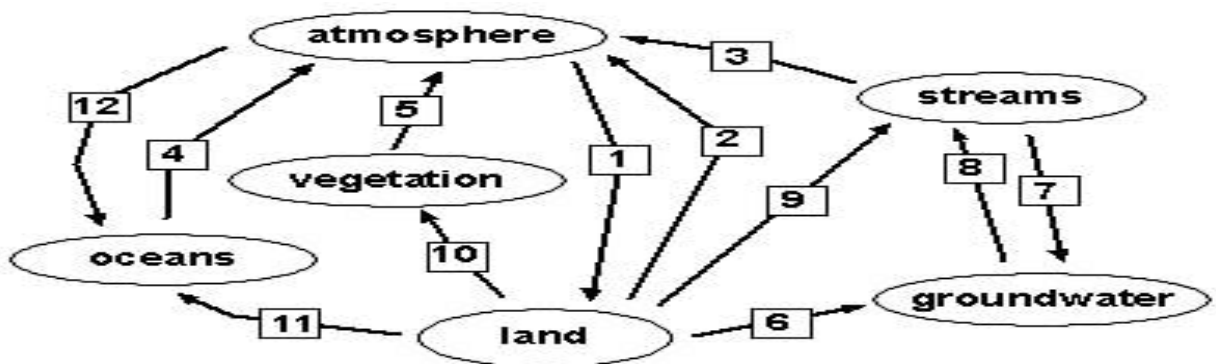 atmosphere
3
12
5
streams
4
1
2
8
7
vegetation
9
oceans
10
groundwater
11
land
6